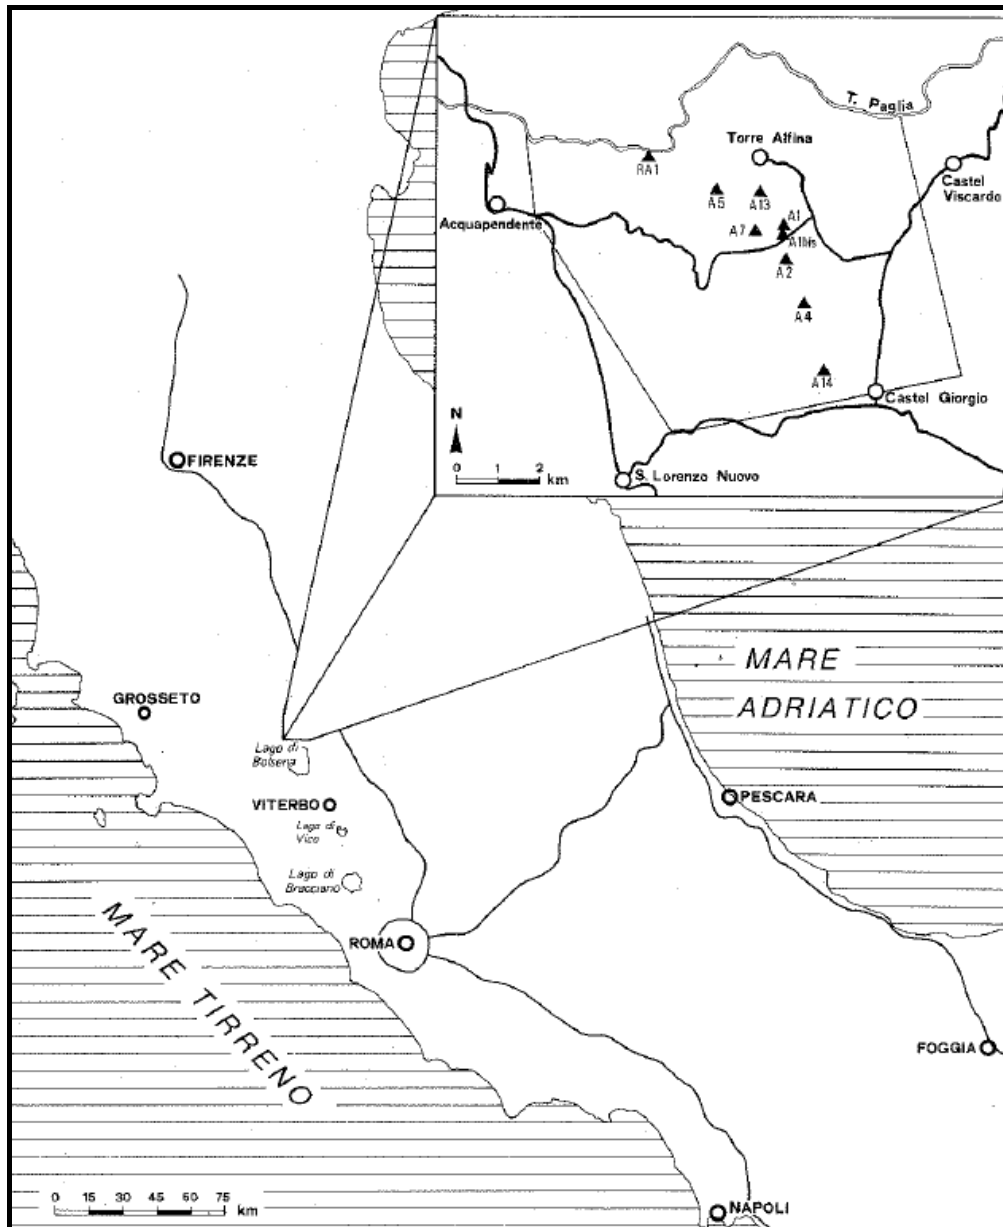 T. Paglia
Torre Alfina
RA1
Castel
Viscardo
A5
A13
Acquapendente
A7
A1
A1bis
A2
A4
A14
Castel Giorgio
N
0 1 2
km
S. Lorenzo Nuovo
FIRENZE
MARE
ADRIATICO
GROSSETO
Lago di
Bolsena
VITERBO
PESCARA
Lago di
Vico
Lago di
Bracciano
ROMA
MARE TIRRENO
FOGGIA
0 15 30 45 60 75
km
NAPOLI